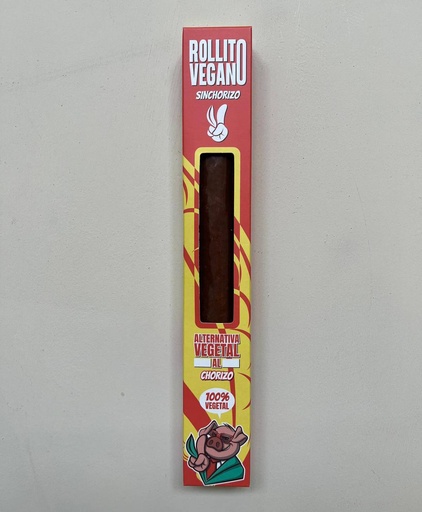 ROLLITO
VEGANO
SINCHORIZO
ALTERNATIVA
VEGETAL
AL
CHORIZO
100%
VEGETAL